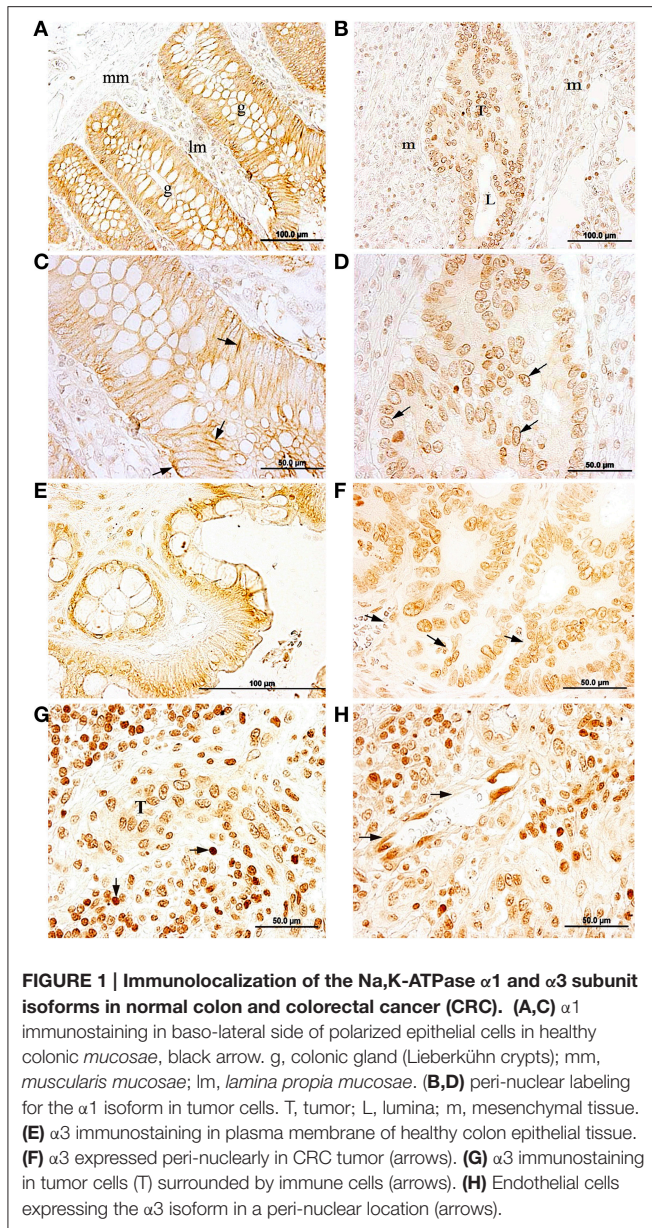 A
B
mm
g
lm
g
100.0 µm
T
m
m
L
100.0 µm
C
D
50.0 µm
50.0 µm
E
F
100 µm
50.0 µm
G
H
T
50.0 µm
50.0 µm
FIGURE 1 | Immunolocalization of the Na,K-ATPase α1 and α3 subunit
isoforms in normal colon and colorectal cancer (CRC). (A,C) α1
immunostaining in baso-lateral side of polarized epithelial cells in healthy
colonic mucosae, black arrow. g, colonic gland (Lieberkühn crypts); mm,
muscularis mucosae; lm, lamina propia mucosae. (B,D) peri-nuclear labeling
for the α1 isoform in tumor cells. T, tumor; L, lumina; m, mesenchymal tissue.
(E) α3 immunostaining in plasma membrane of healthy colon epithelial tissue.
(F) α3 expressed peri-nuclearly in CRC tumor (arrows). (G) α3 immunostaining
in tumor cells (T) surrounded by immune cells (arrows). (H) Endothelial cells
expressing the α3 isoform in a peri-nuclear location (arrows).